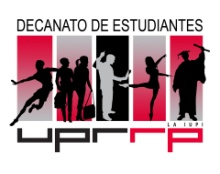 DECANATO DE ESTUDIANTES
LA IUPI
uprrp